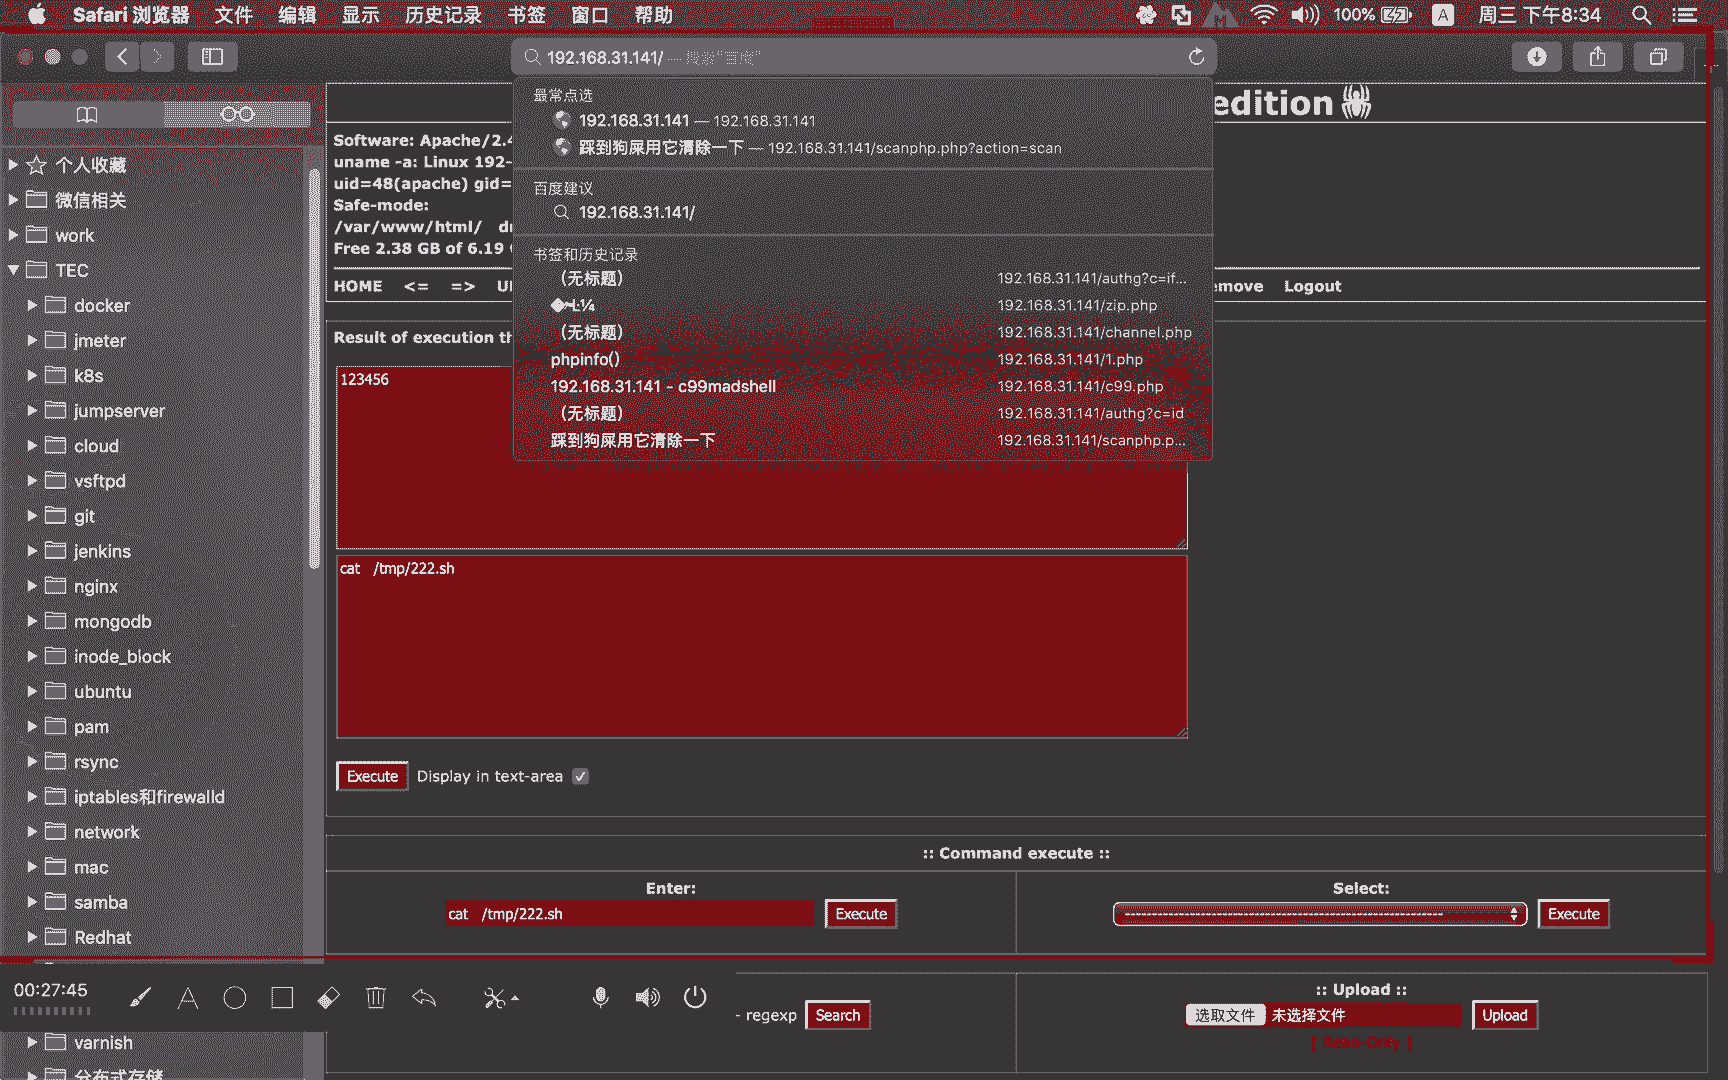 Safari 浏览器 文件 编辑 显示 历史记录 书签 窗口 帮助 100% A 周三 下午8:34
192.168.31.141/ — 搜索“百度”
最常点选
192.168.31.141 — 192.168.31.141
踩到狗屎用它清除一下 — 192.168.31.141/scanphp.php?action=scan
百度建议
192.168.31.141/
书签和历史记录
（无标题） 192.168.31.141/authg?c=if...
192.168.31.141/zip.php
（无标题） 192.168.31.141/channel.php
phpinfo() 192.168.31.141/1.php
192.168.31.141 - c99madshell 192.168.31.141/c99.php
（无标题） 192.168.31.141/authg?c=id
踩到狗屎用它清除一下 192.168.31.141/scanphp.p...
个人收藏
微信相关
work
TEC
docker
jmeter
k8s
jumpserver
cloud
vsftpd
git
jenkins
nginx
mongodb
inode_block
ubuntu
pam
rsync
iptables和firewalld
network
mac
samba
Redhat
varnish
分布式存储
edition
Software: Apache/2.4
uname -a: Linux 192-
uid=48(apache) gid=
Safe-mode:
/var/www/html/ d
Free 2.38 GB of 6.19
HOME <= => U
emove Logout
Result of execution th
123456
cat /tmp/222.sh
Execute Display in text-area
:: Command execute ::
Enter:
cat /tmp/222.sh Execute
Select:
Execute
- regexp Search
:: Upload ::
选取文件 未选择文件 Upload
[ Read-Only ]
00:27:45